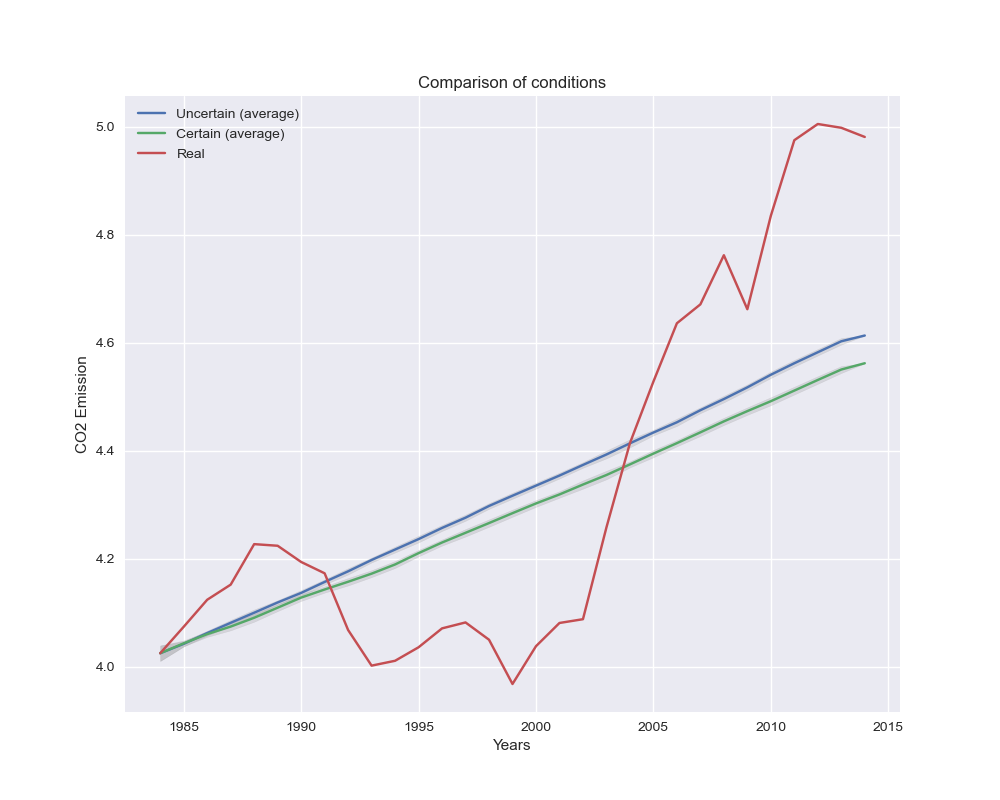 Comparison of conditions
Uncertain (average)
Certain (average)
Real
5.0
4.8
4.6
4.4
4.2
4.0
CO2 Emission
1985 1990 1995 2000 2005 2010 2015
Years